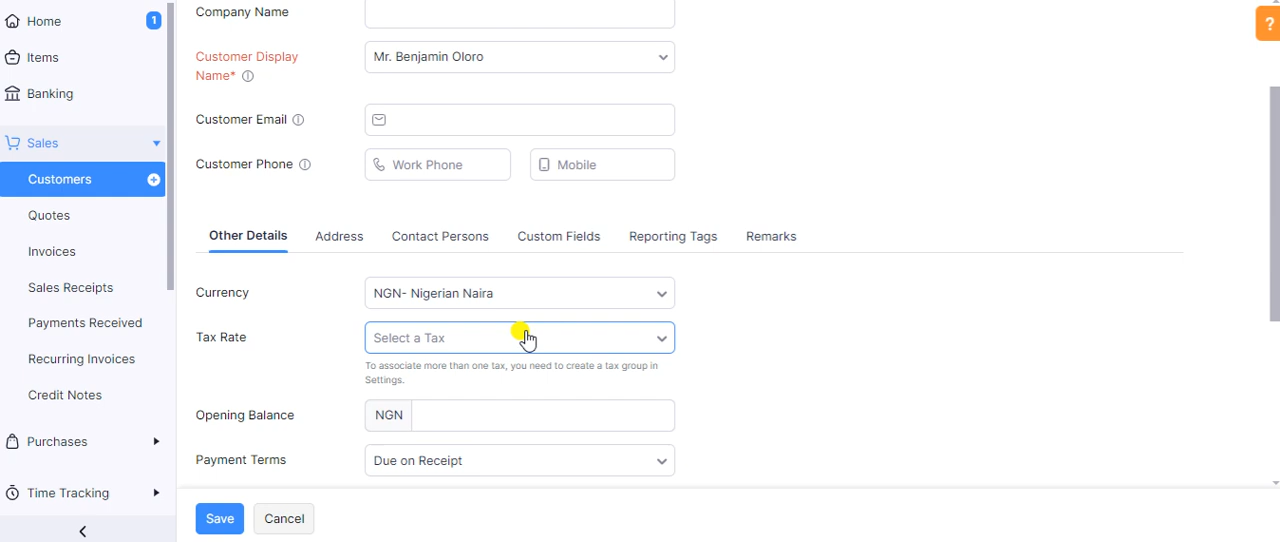 Home 1
Items
Banking
Sales
Customers
Quotes
Invoices
Sales Receipts
Payments Received
Recurring Invoices
Credit Notes
Purchases
Time Tracking
?
Company Name
Customer Display
Name*
Mr. Benjamin Oloro
Customer Email
Customer Phone
Work Phone
Mobile
Other Details Address Contact Persons Custom Fields Reporting Tags Remarks
Currency
NGN- Nigerian Naira
Tax Rate
Select a Tax
To associate more than one tax, you need to create a tax group in
Settings.
Opening Balance
NGN
Payment Terms
Due on Receipt
Save Cancel